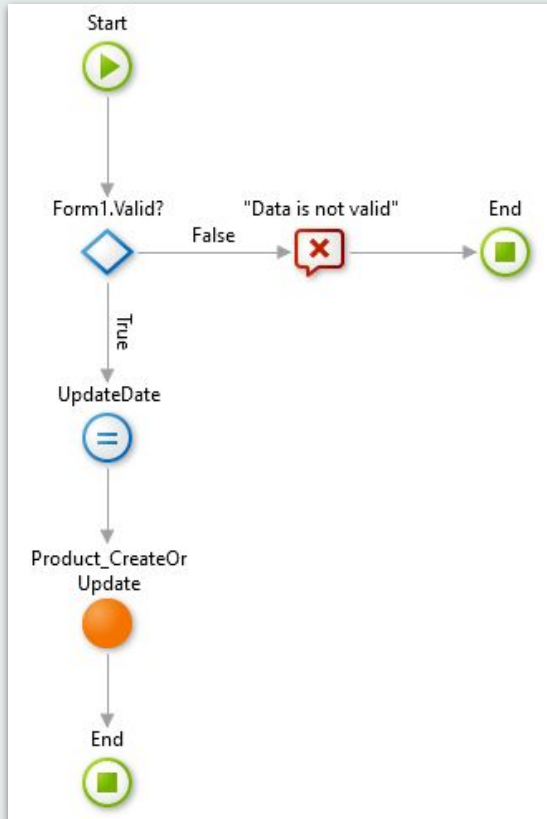 Start
Form1.Valid?
"Data is not valid"
End
False
True
UpdateDate
Product_CreateOr
Update
End